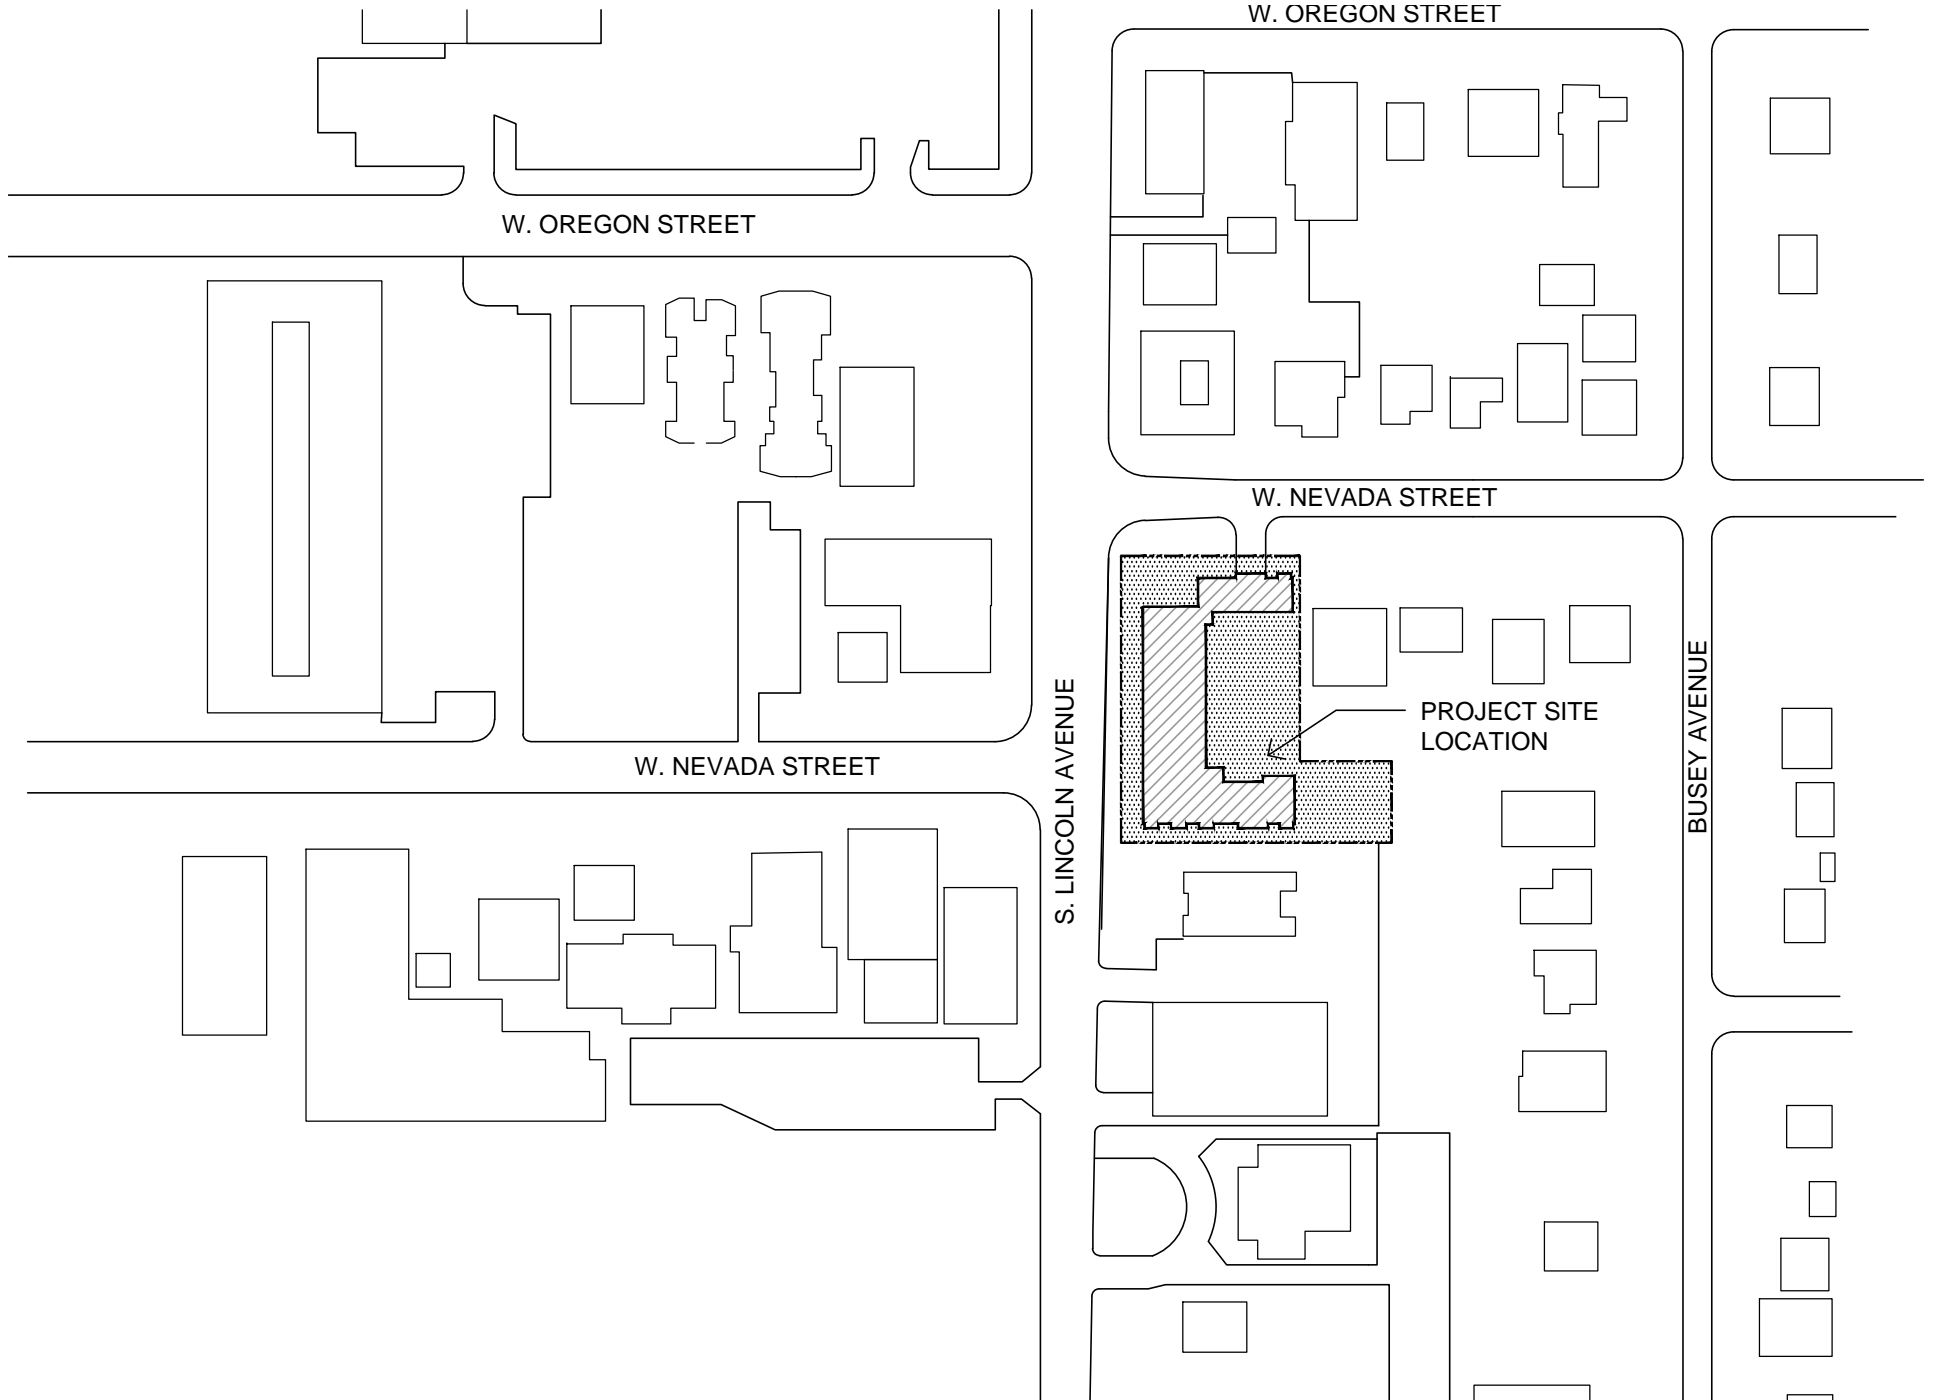 W. OREGON STREET
W. OREGON STREET
W. NEVADA STREET
PROJECT SITE
LOCATION
W. NEVADA STREET
S. LINCOLN AVENUE
BUSEY AVENUE